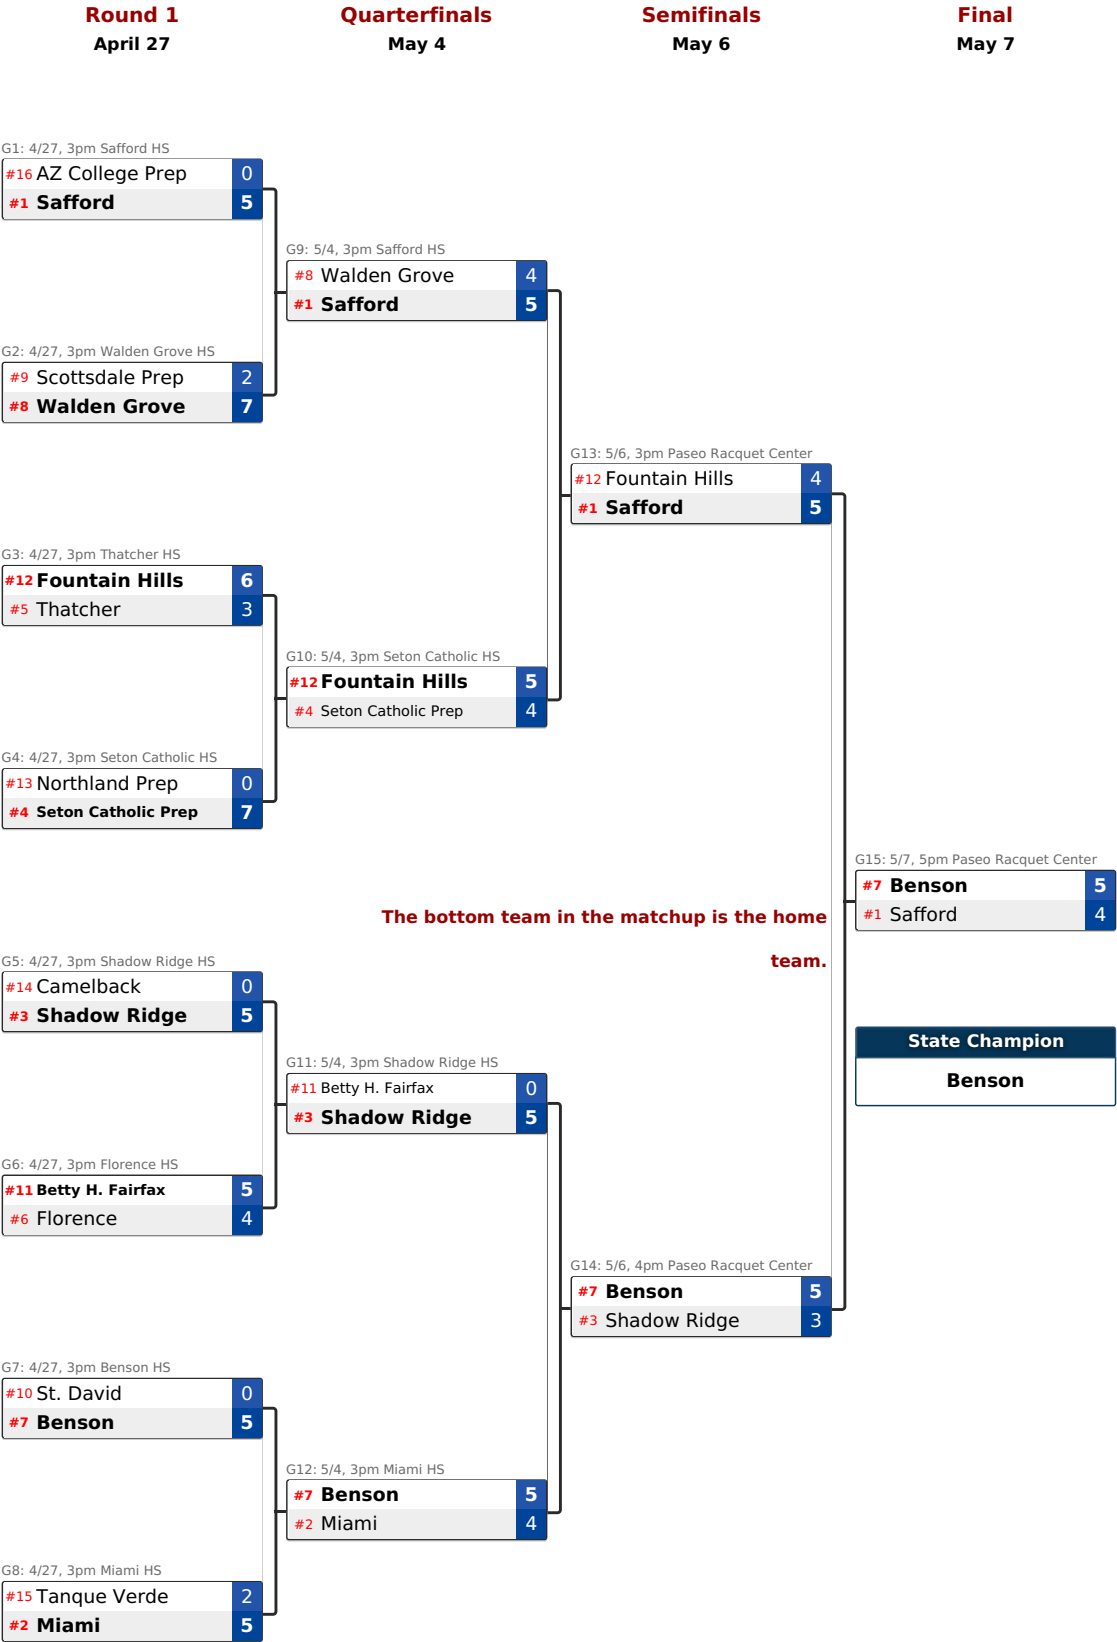 Round 1
April 27
Quarterfinals
May 4
Semifinals
May 6
Final
May 7
G1: 4/27, 3pm Safford HS
#16 AZ College Prep 0
#1 Safford 5
G2: 4/27, 3pm Walden Grove HS
#9 Scottsdale Prep 2
#8 Walden Grove 7
G3: 4/27, 3pm Thatcher HS
#12 Fountain Hills 6
#5 Thatcher 3
G4: 4/27, 3pm Seton Catholic HS
#13 Northland Prep 0
#4 Seton Catholic Prep 7
G5: 4/27, 3pm Shadow Ridge HS
#14 Camelback 0
#3 Shadow Ridge 5
G6: 4/27, 3pm Florence HS
#11 Betty H. Fairfax 5
#6 Florence 4
G7: 4/27, 3pm Benson HS
#10 St. David 0
#7 Benson 5
G8: 4/27, 3pm Miami HS
#15 Tanque Verde 2
#2 Miami 5
G9: 5/4, 3pm Safford HS
#8 Walden Grove 4
#1 Safford 5
G10: 5/4, 3pm Seton Catholic HS
#12 Fountain Hills 5
#4 Seton Catholic Prep 4
G11: 5/4, 3pm Shadow Ridge HS
#11 Betty H. Fairfax 0
#3 Shadow Ridge 5
G12: 5/4, 3pm Miami HS
#7 Benson 5
#2 Miami 4
G13: 5/6, 3pm Paseo Racquet Center
#12 Fountain Hills 4
#1 Safford 5
The bottom team in the matchup is the home
team.
G14: 5/6, 4pm Paseo Racquet Center
#7 Benson 5
#3 Shadow Ridge 3
G15: 5/7, 5pm Paseo Racquet Center
#7 Benson 5
#1 Safford 4
State Champion
Benson